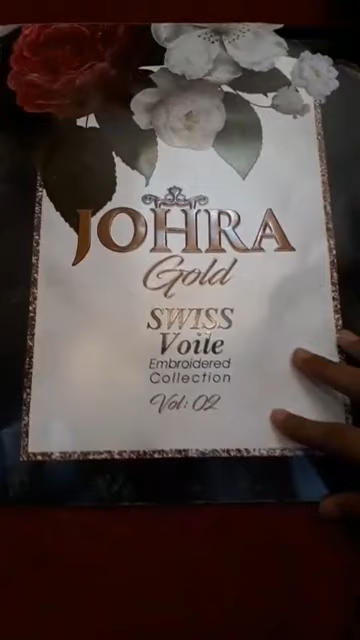 JOHRA
Gold
SWISS
Voile
Embroidered
Collection
Vol: 02